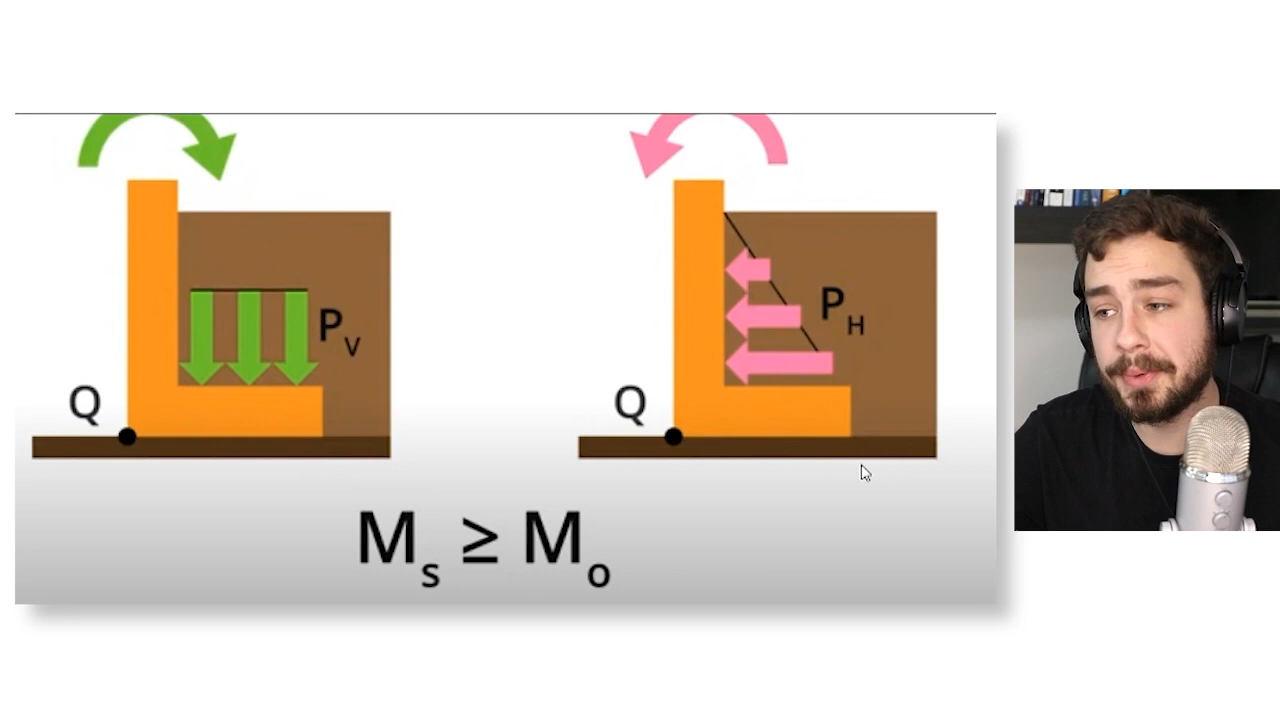 P_V
P_H
Q
Q
M_s ≥ M_o